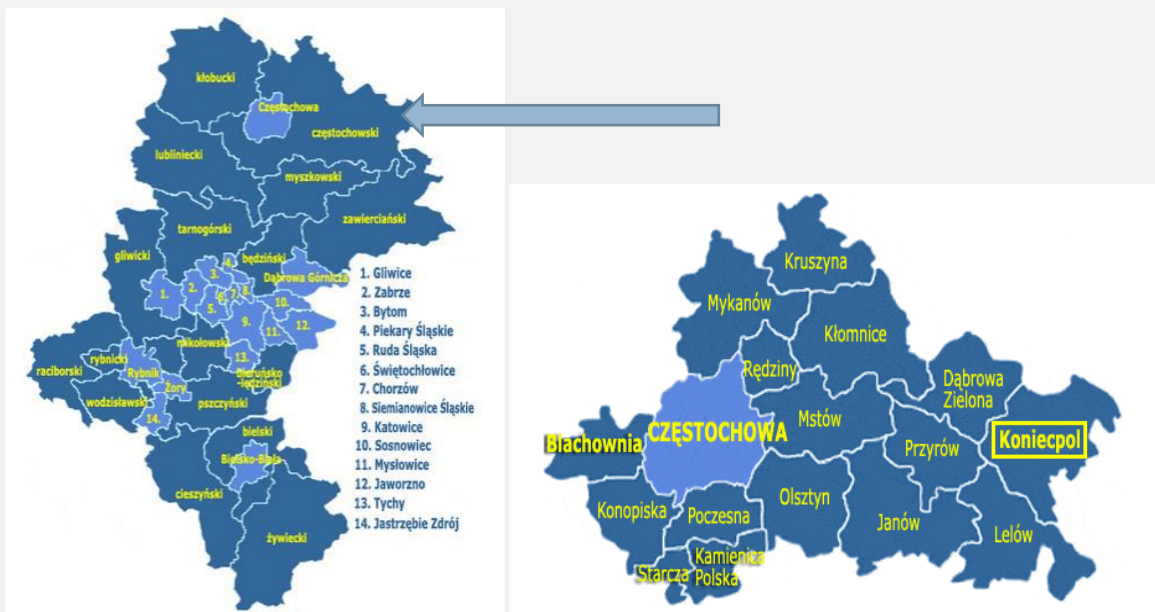 kłobucki
Częstochowa
częstochowski
lubliniecki
myszkowski
zawierciański
tarnogórski
gliwicki
będziński
Dąbrowa Górnicza
4.
3.
1.
2.
6.
7.
8.
5.
10.
9.
11.
12.
mikołowski
13.
rybnicki
raciborski
Rybnik
bieruńsko
-lędziński
Żory
wodzisławski
pszczyński
14.
bielski
Bielsko-Biała
cieszyński
żywiecki
1. Gliwice
2. Zabrze
3. Bytom
4. Piekary Śląskie
5. Ruda Śląska
6. Świętochłowice
7. Chorzów
8. Siemianowice Śląskie
9. Katowice
10. Sosnowiec
11. Mysłowice
12. Jaworzno
13. Tychy
14. Jastrzębie Zdrój
Kruszyna
Mykanów
Kłomnice
Rędziny
Dąbrowa
Zielona
Mstów
CZĘSTOCHOWA
Blachownia
Koniecpol
Przyrów
Olsztyn
Konopiska
Poczesna
Janów
Lelów
Kamienica
Polska
Starcza